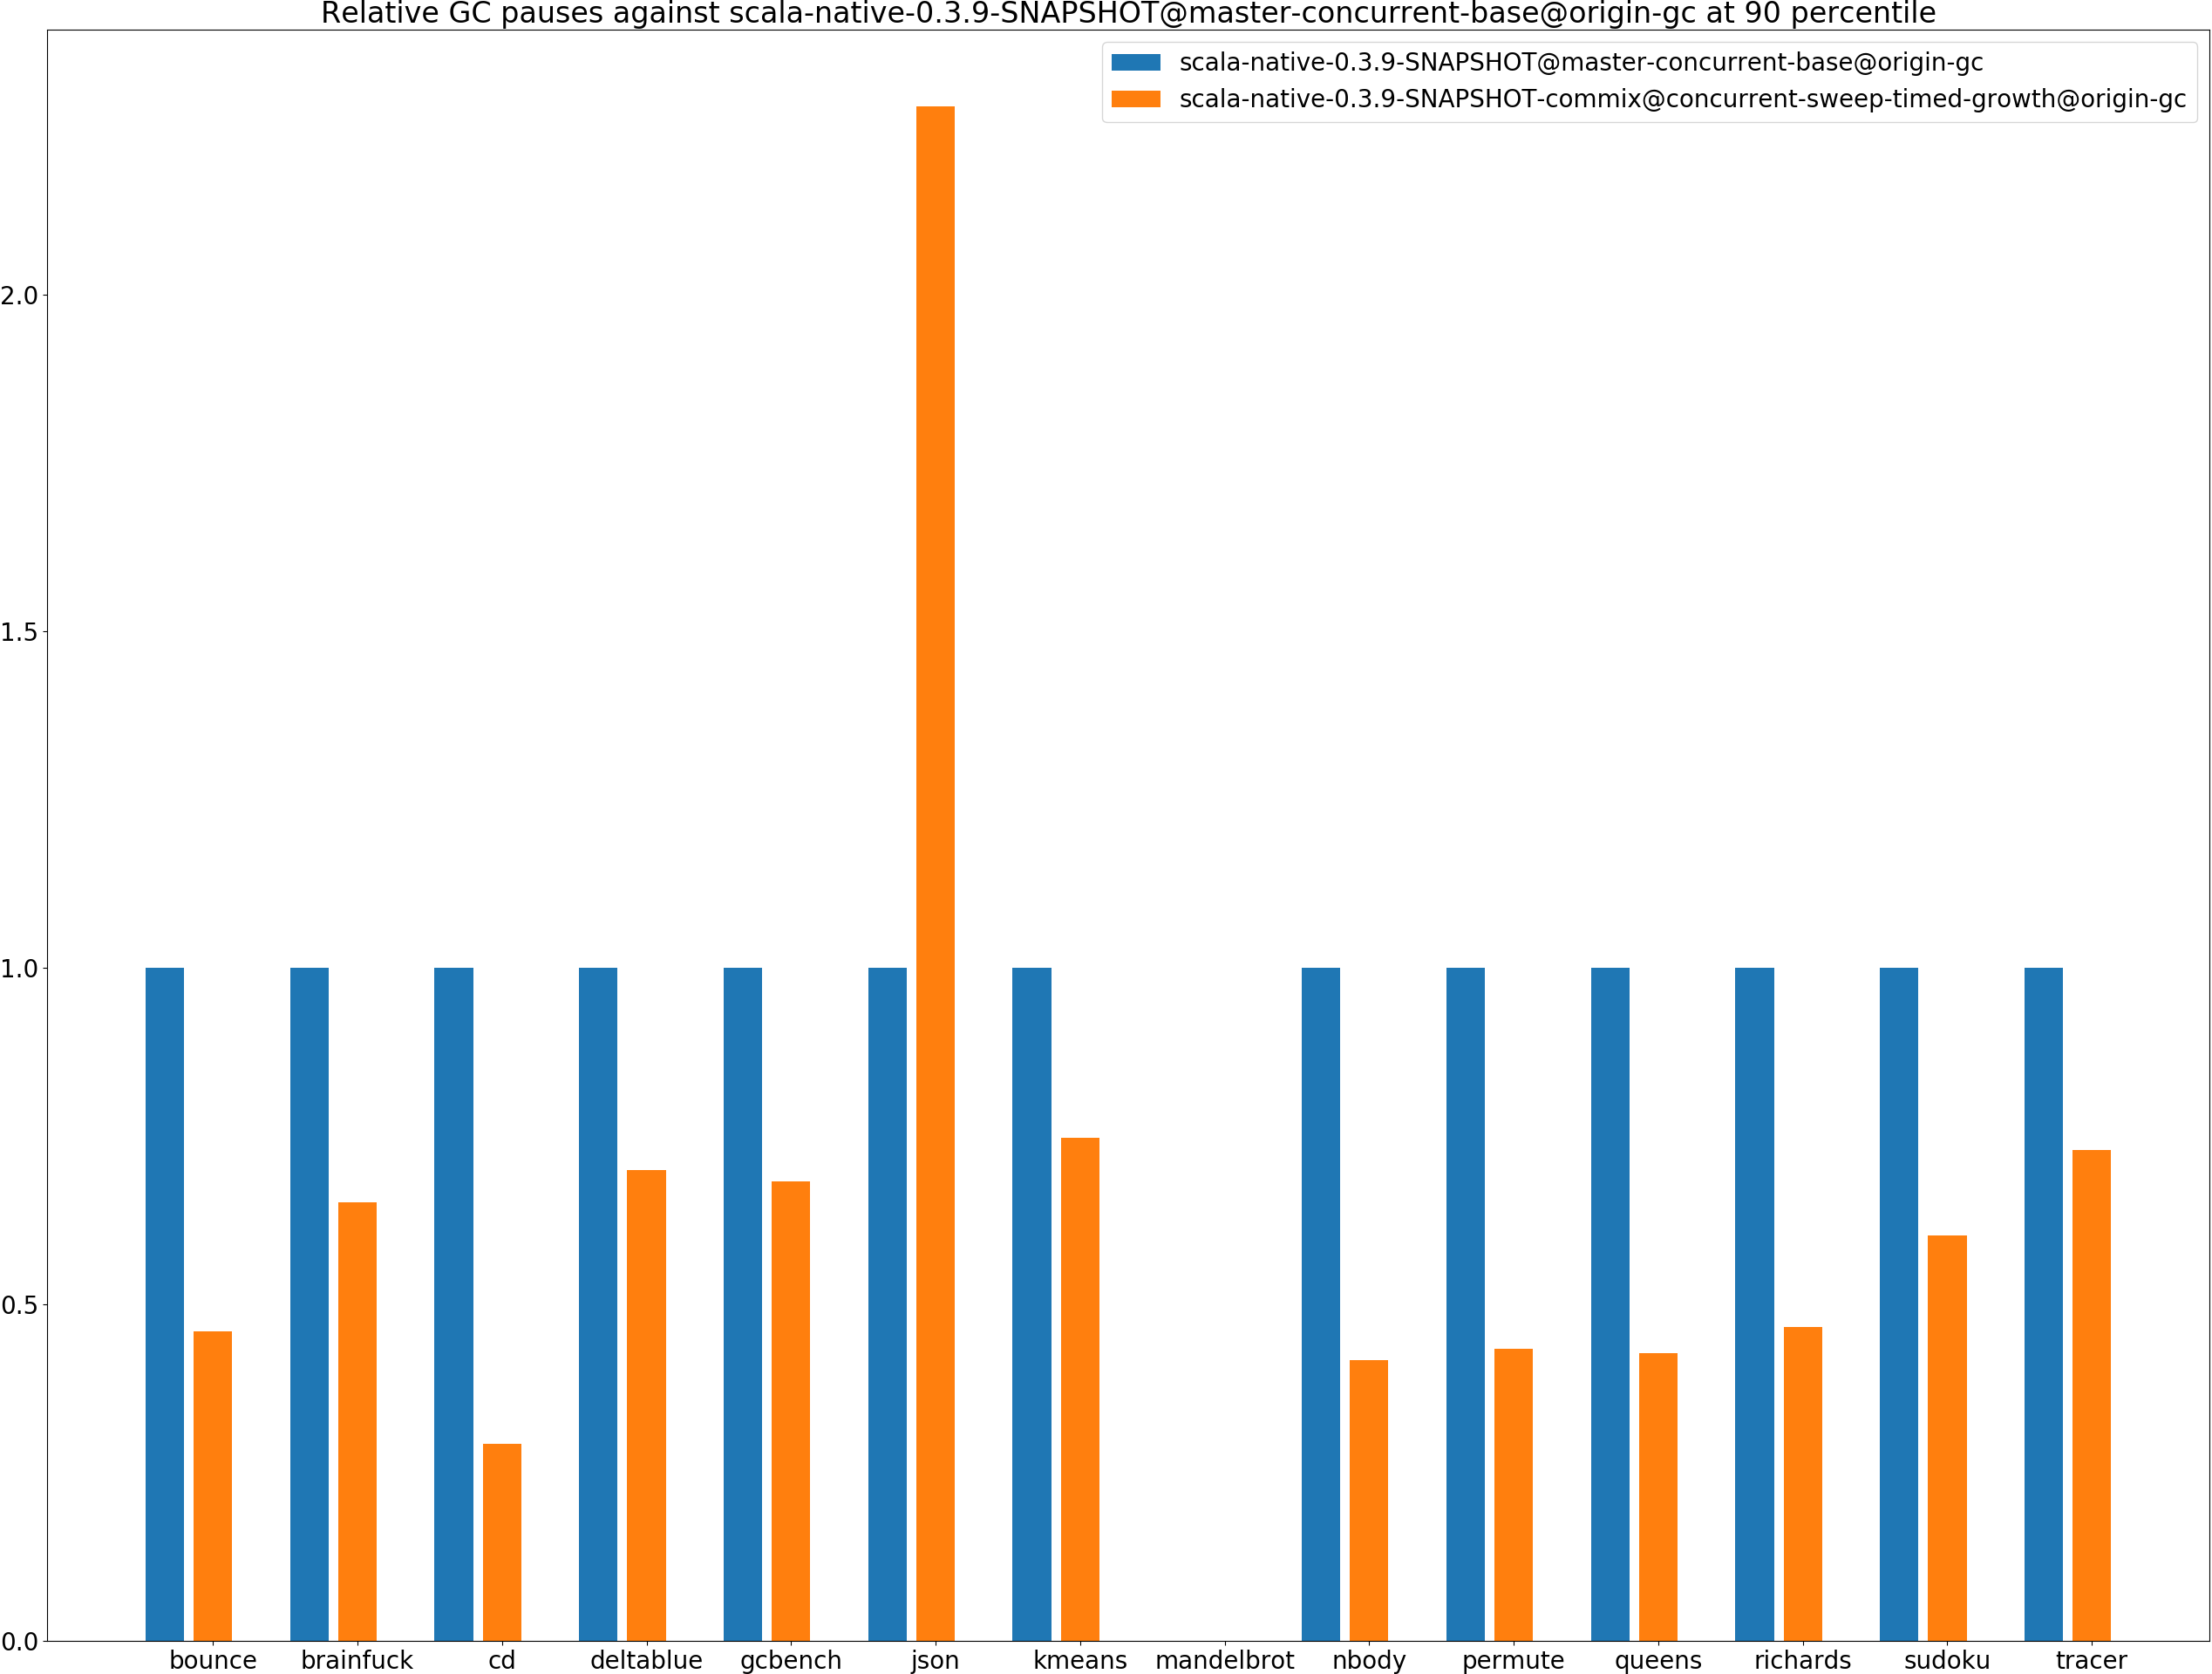 Relative GC pauses against scala-native-0.3.9-SNAPSHOT@master-concurrent-base@origin-gc at 90 percentile
scala-native-0.3.9-SNAPSHOT@master-concurrent-base@origin-gc
scala-native-0.3.9-SNAPSHOT-commix@concurrent-sweep-timed-growth@origin-gc
2.0
1.5
1.0
0.5
0.0
bounce brainfuck cd deltablue gcbench json kmeans mandelbrot nbody permute queens richards sudoku tracer